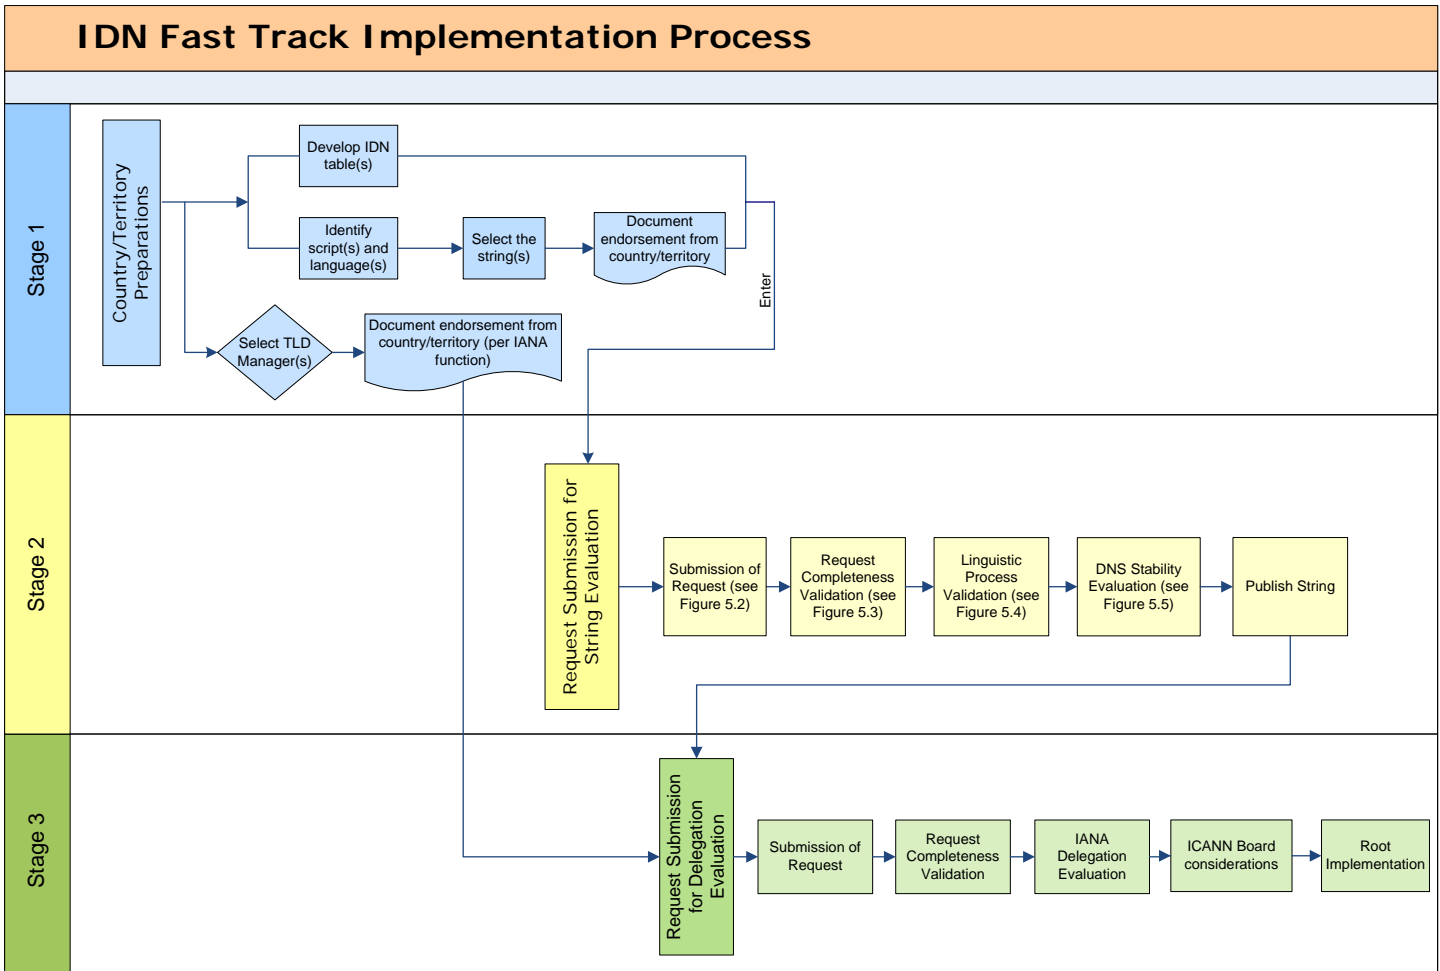 IDN Fast Track Implementation Process
Stage 1
Country/Territory
Preparations
Develop IDN
table(s)
Identify
script(s) and
language(s)
Select the
string(s)
Document
endorsement from
country/territory
Enter
Select TLD
Manager(s)
Document endorsement from
country/territory (per IANA
function)
Stage 2
Request Submission for
String Evaluation
Submission of
Request (see
Figure 5.2)
Request
Completeness
Validation (see
Figure 5.3)
Linguistic
Process
Validation (see
Figure 5.4)
DNS Stability
Evaluation (see
Figure 5.5)
Publish String
Stage 3
Request Submission
for Delegation
Evaluation
Submission of
Request
Request
Completeness
Validation
IANA
Delegation
Evaluation
ICANN Board
considerations
Root
Implementation